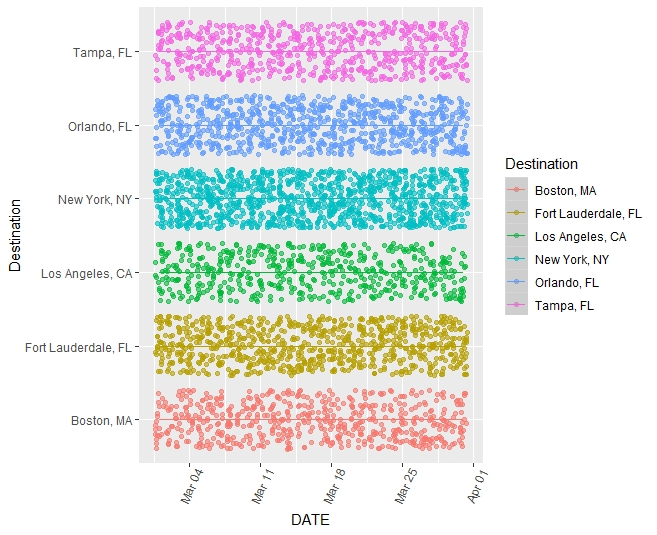 Tampa, FL
Orlando, FL
New York, NY
Los Angeles, CA
Fort Lauderdale, FL
Boston, MA
Destination
Mar 04
Mar 11
Mar 18
Mar 25
Apr 01
DATE
Destination
Boston, MA
Fort Lauderdale, FL
Los Angeles, CA
New York, NY
Orlando, FL
Tampa, FL